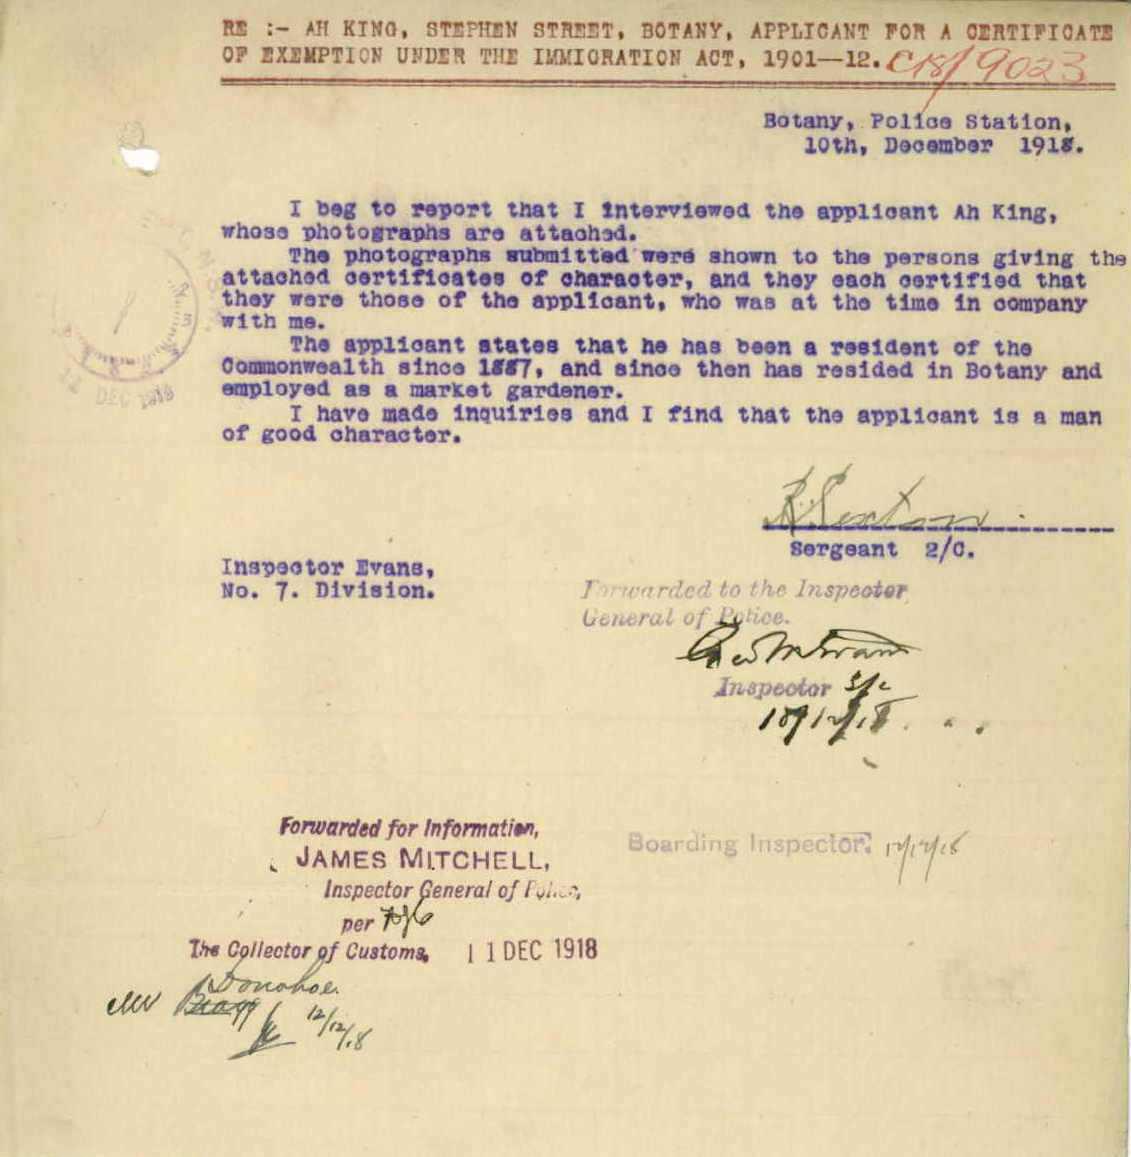 RE :- AH KING, STEPHEN STREET, BOTANY, APPLICANT FOR A CERTIFICATE
OF EXEMPTION UNDER THE IMMIGRATION ACT, 1901—12. C18/9023
Botany, Police Station,
10th, December 1918.
I beg to report that I interviewed the applicant Ah King,
whose photographs are attached.
The photographs submitted were shown to the persons giving the
attached certificates of character, and they each certified that
they were those of the applicant, who was at the time in company
with me.
The applicant states that he has been a resident of the
Commonwealth since 1887, and since then has resided in Botany and
employed as a market gardener.
I have made inquiries and I find that the applicant is a man
of good character.
12 DEC 1918
R. Sexton
Sergeant 2/C.
Inspector Evans,
No. 7. Division.
Forwarded to the Inspector
General of Police.
Inspector
10/12/18
Forwarded for Information,
JAMES MITCHELL,
Inspector General of Police,
per
The Collector of Customs. 11 DEC 1918
Boarding Inspector. 12/12/18
Donohoe.
Mr Bragg
12/12/18